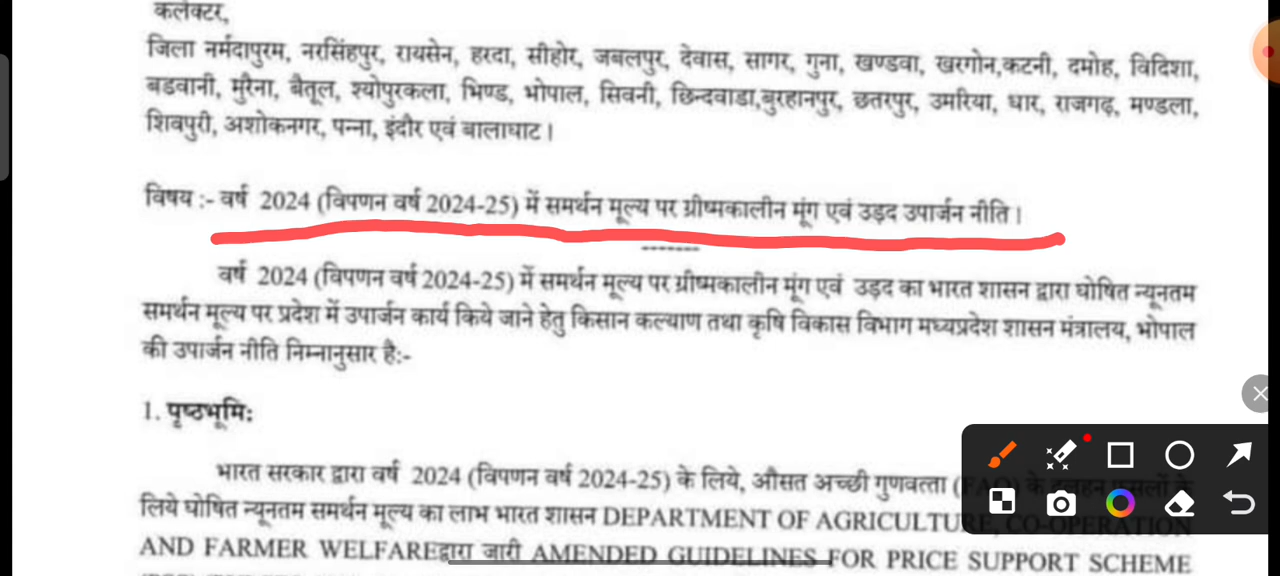 कलेक्टर,
जिला नर्मदापुरम, नरसिंहपुर, रायसेन, हरदा, सीहोर, जबलपुर, देवास, सागर, गुना, खण्डवा, खरगोन,कटनी, दमोह, विदिशा,
बडवानी, मुरैना, बैतूल, श्योपुरकला, भिण्ड, भोपाल, सिवनी, छिन्दवाडा,बुरहानपुर, छतरपुर, उमरिया, धार, राजगढ़, मण्डला,
शिवपुरी, अशोकनगर, पन्ना, इंदौर एवं बालाघाट।
विषय :- वर्ष 2024 (विपणन वर्ष 2024-25) में समर्थन मूल्य पर ग्रीष्मकालीन मूंग एवं उड़द उपार्जन नीति।
वर्ष 2024 (विपणन वर्ष 2024-25) में समर्थन मूल्य पर ग्रीष्मकालीन मूंग एवं उड़द का भारत शासन द्वारा घोषित न्यूनतम
समर्थन मूल्य पर प्रदेश में उपार्जन कार्य किये जाने हेतु किसान कल्याण तथा कृषि विकास विभाग मध्यप्रदेश शासन मंत्रालय, भोपाल
की उपार्जन नीति निम्नानुसार है:-
1. पृष्ठभूमि:
भारत सरकार द्वारा वर्ष 2024 (विपणन वर्ष 2024-25) के लिये, औसत अच्छी गुणवत्ता (FAQ) के
लिये घोषित न्यूनतम समर्थन मूल्य का लाभ भारत शासन DEPARTMENT OF AGRICULTURE, CO-OPERATION
AND FARMER WELFAREद्वारा जारी AMENDED GUIDELINES FOR PRICE SUPPORT SCHEME